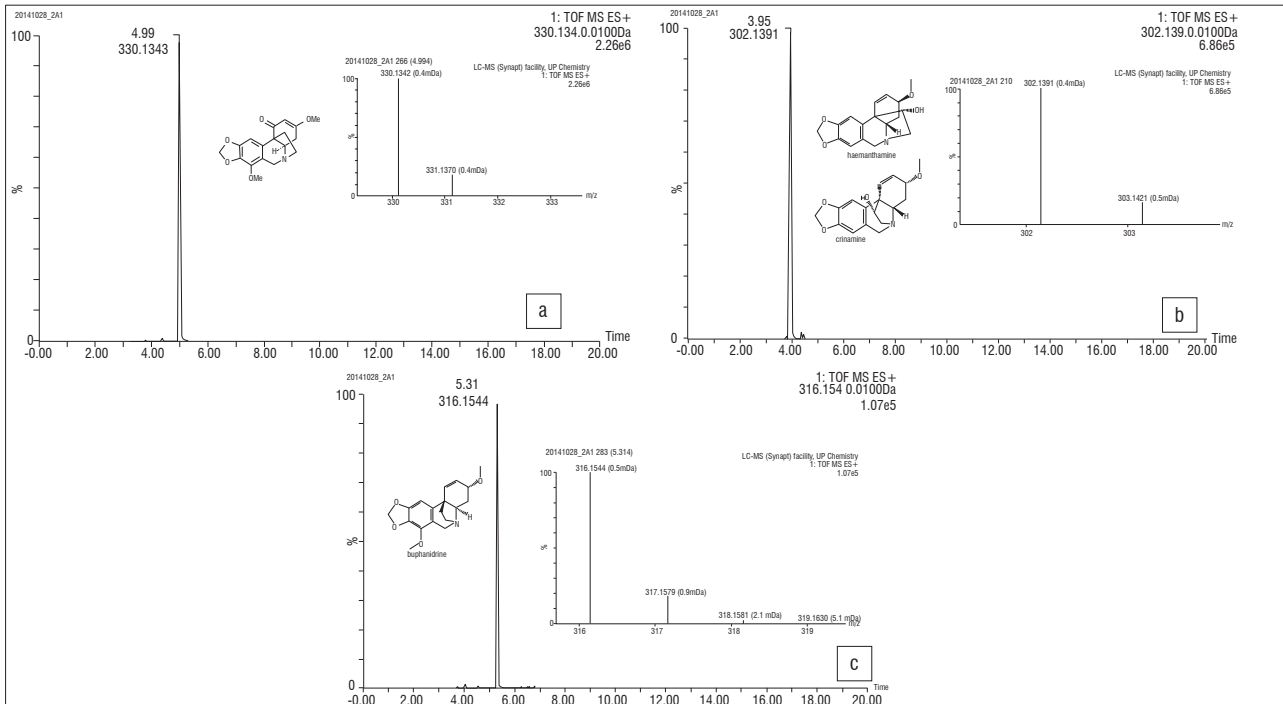 20141028_2A1
1: TOF MS ES+
330.134.0.0100Da
2.26e6
100
4.99
330.1343
20141028_2A1 266 (4.994)
330.1342 (0.4mDa)
LC-MS (Synapt) facility, UP Chemistry
1: TOF MS ES+
2.26e6
100
%
331.1370 (0.4mDa)
0
330
331
332
333
m/z
O
OMe
H
O
O
N
OMe
%
a
0
Time
-0.00
2.00
4.00
6.00
8.00
10.00
12.00
14.00
16.00
18.00
20.00
20141028_2A1
1: TOF MS ES+
302.139.0.0100Da
6.86e5
100
3.95
302.1391
20141028_2A1 210
302.1391 (0.4mDa)
LC-MS (Synapt) facility, UP Chemistry
1: TOF MS ES+
6.86e5
100
%
303.1421 (0.5mDa)
0
302
303
m/z
O
OH
O
O
H
N
haemanthamine
O
HO
O
O
H
N
crinamine
%
b
0
Time
-0.00
2.00
4.00
6.00
8.00
10.00
12.00
14.00
16.00
18.00
20.00
20141028_2A1
1: TOF MS ES+
316.154 0.0100Da
1.07e5
100
5.31
316.1544
20141028_2A1 283 (5.314)
316.1544 (0.5mDa)
LC-MS (Synapt) facility, UP Chemistry
1: TOF MS ES+
1.07e5
100
%
317.1579 (0.9mDa)
318.1581 (2.1 mDa)
319.1630 (5.1 mDa)
0
316
317
318
319
m/z
O
O
O
H
N
O
buphanidrine
%
c
0
Time
-0.00
2.00
4.00
6.00
8.00
10.00
12.00
14.00
16.00
18.00
20.00